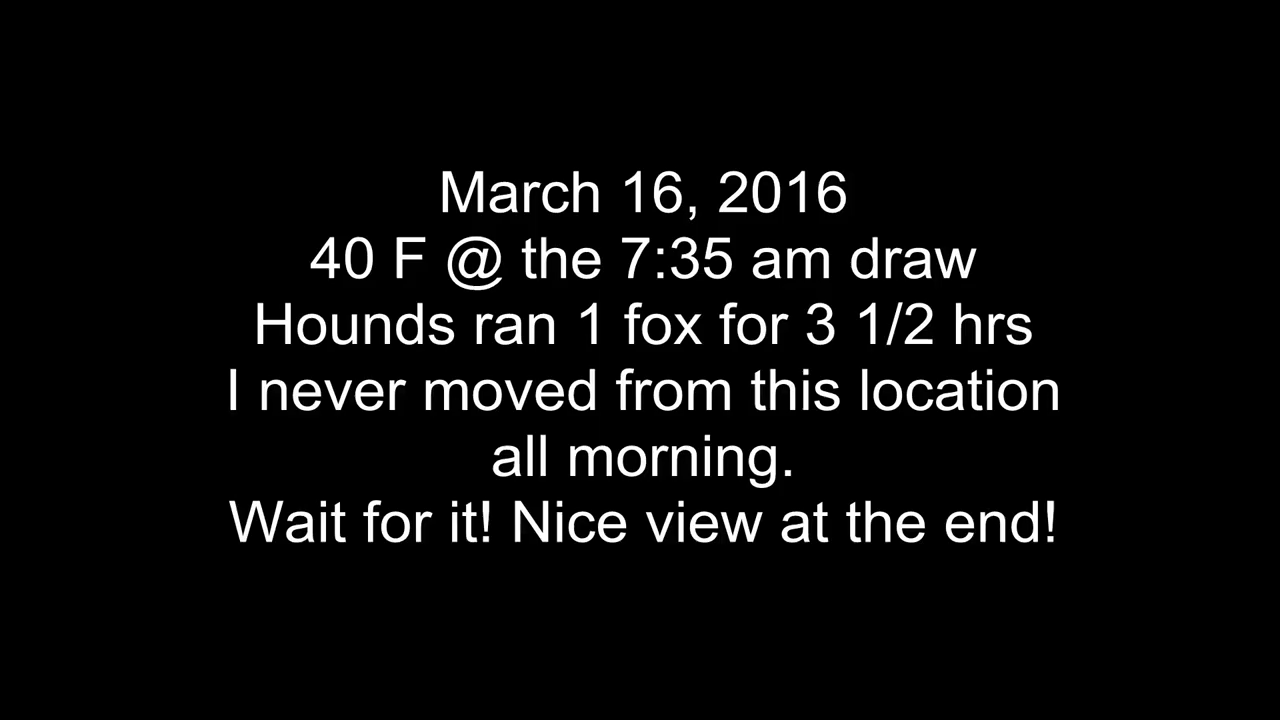 March 16, 2016
40 F @ the 7:35 am draw
Hounds ran 1 fox for 3 1/2 hrs
I never moved from this location
all morning.
Wait for it! Nice view at the end!